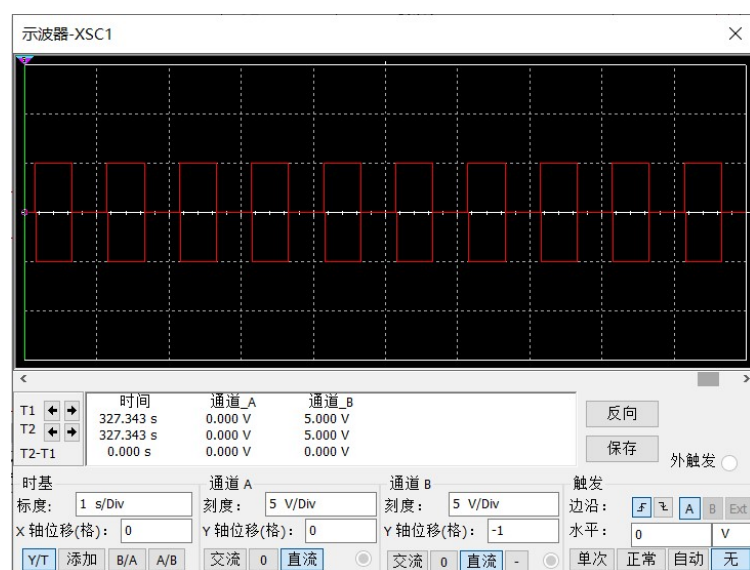 示波器-XSC1
时间 通道_A 通道_B
T1 327.343 s 0.000 V 5.000 V
T2 327.343 s 0.000 V 5.000 V
T2-T1 0.000 s 0.000 V 0.000 V
反向
保存
外触发
时基
标度: 1 s/Div
X 轴位移(格): 0
Y/T 添加 B/A A/B
通道 A
刻度: 5 V/Div
Y 轴位移(格): 0
交流 0 直流
通道 B
刻度: 5 V/Div
Y 轴位移(格): -1
交流 0 直流 -
触发
边沿: A B Ext
水平: 0 V
单次 正常 自动 无